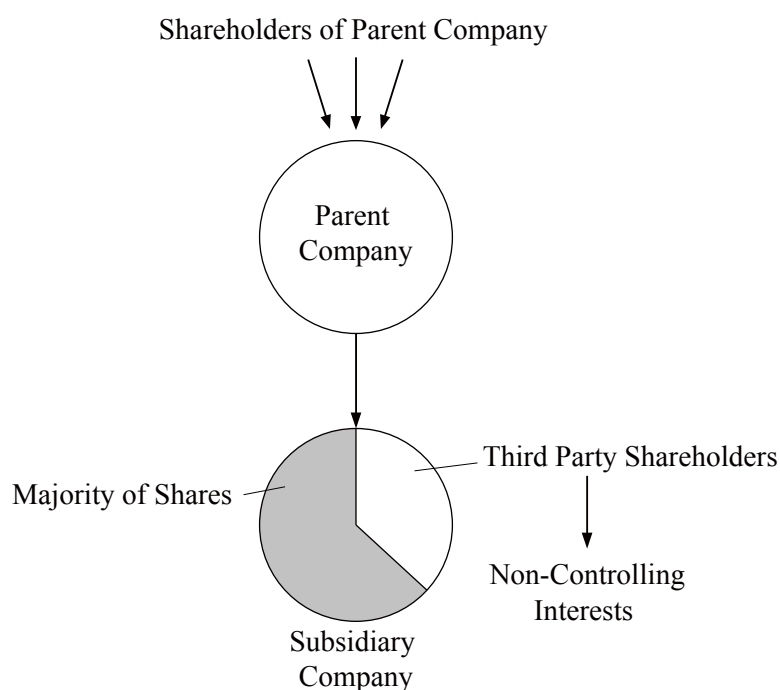 Shareholders of Parent Company
Parent
Company
Third Party Shareholders
Majority of Shares
Non-Controlling
Interests
Subsidiary
Company